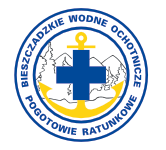 BIESZCZADZKIE WODNE OCHOTNICZE
POGOTOWIE RATUNKOWE